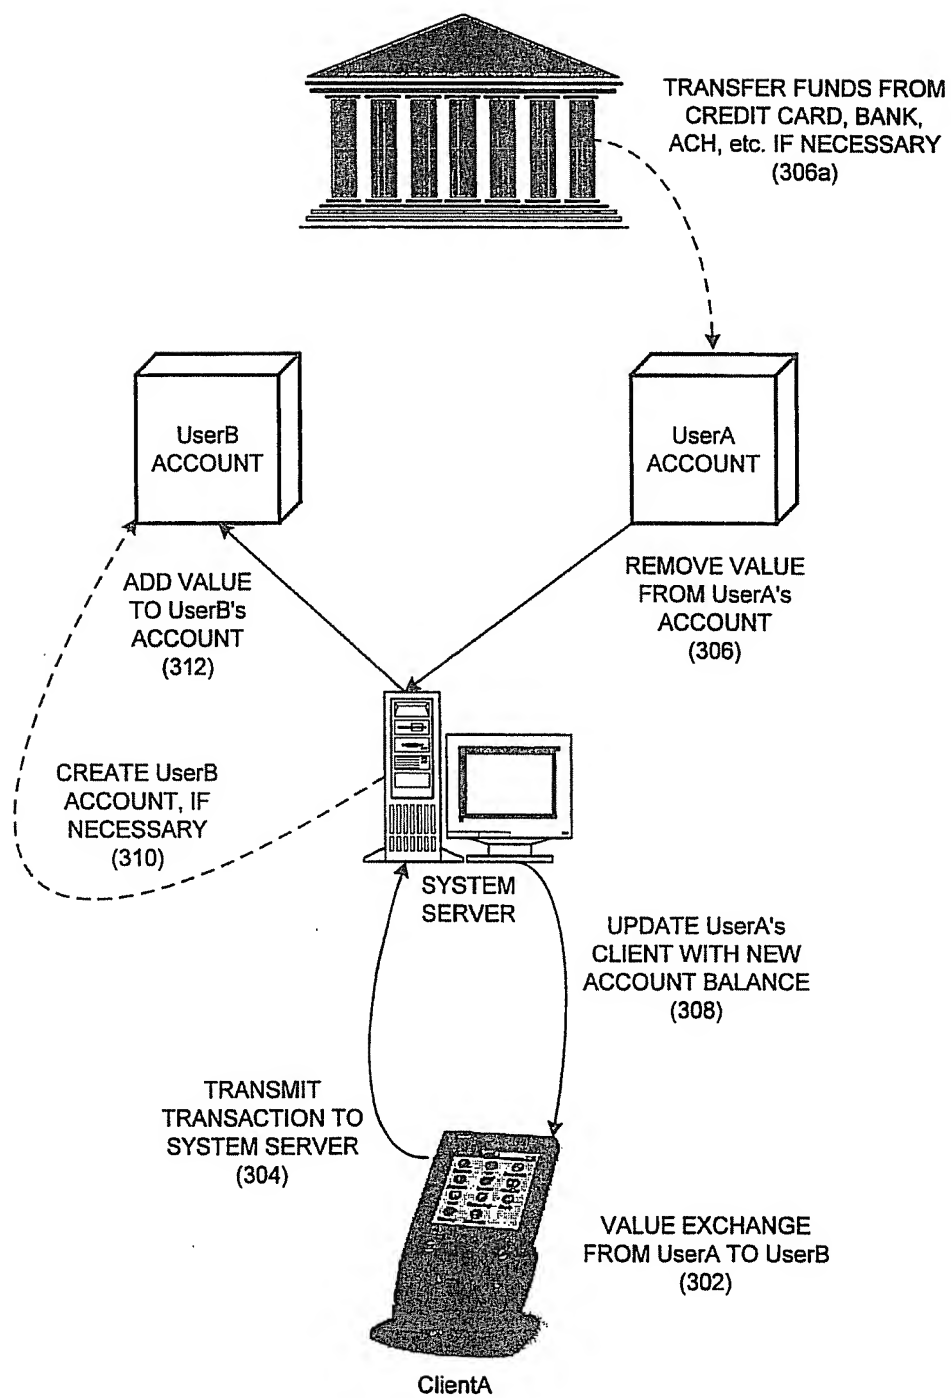 TRANSFER FUNDS FROM
CREDIT CARD, BANK,
ACH, etc. IF NECESSARY
(306a)
UserB
ACCOUNT
UserA
ACCOUNT
ADD VALUE
TO UserB's
ACCOUNT
(312)
REMOVE VALUE
FROM UserA's
ACCOUNT
(306)
CREATE UserB
ACCOUNT, IF
NECESSARY
(310)
SYSTEM
SERVER
UPDATE UserA's
CLIENT WITH NEW
ACCOUNT BALANCE
(308)
TRANSMIT
TRANSACTION TO
SYSTEM SERVER
(304)
VALUE EXCHANGE
FROM UserA TO UserB
(302)
ClientA